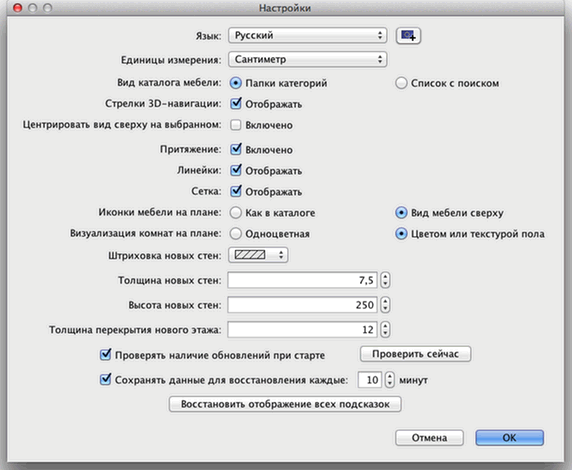 Настройки
Язык: Русский
Единицы измерения: Сантиметр
Вид каталога мебели: Папки категорий Список с поиском
Стрелки 3D-навигации: Отображать
Центрировать вид сверху на выбранном: Включено
Притяжение: Включено
Линейки: Отображать
Сетка: Отображать
Иконки мебели на плане: Как в каталоге Вид мебели сверху
Визуализация комнат на плане: Одноцветная Цветом или текстурой пола
Штриховка новых стен:
Толщина новых стен: 7,5
Высота новых стен: 250
Толщина перекрытия нового этажа: 12
Проверять наличие обновлений при старте Проверить сейчас
Сохранять данные для восстановления каждые: 10 минут
Восстановить отображение всех подсказок
Отмена OK